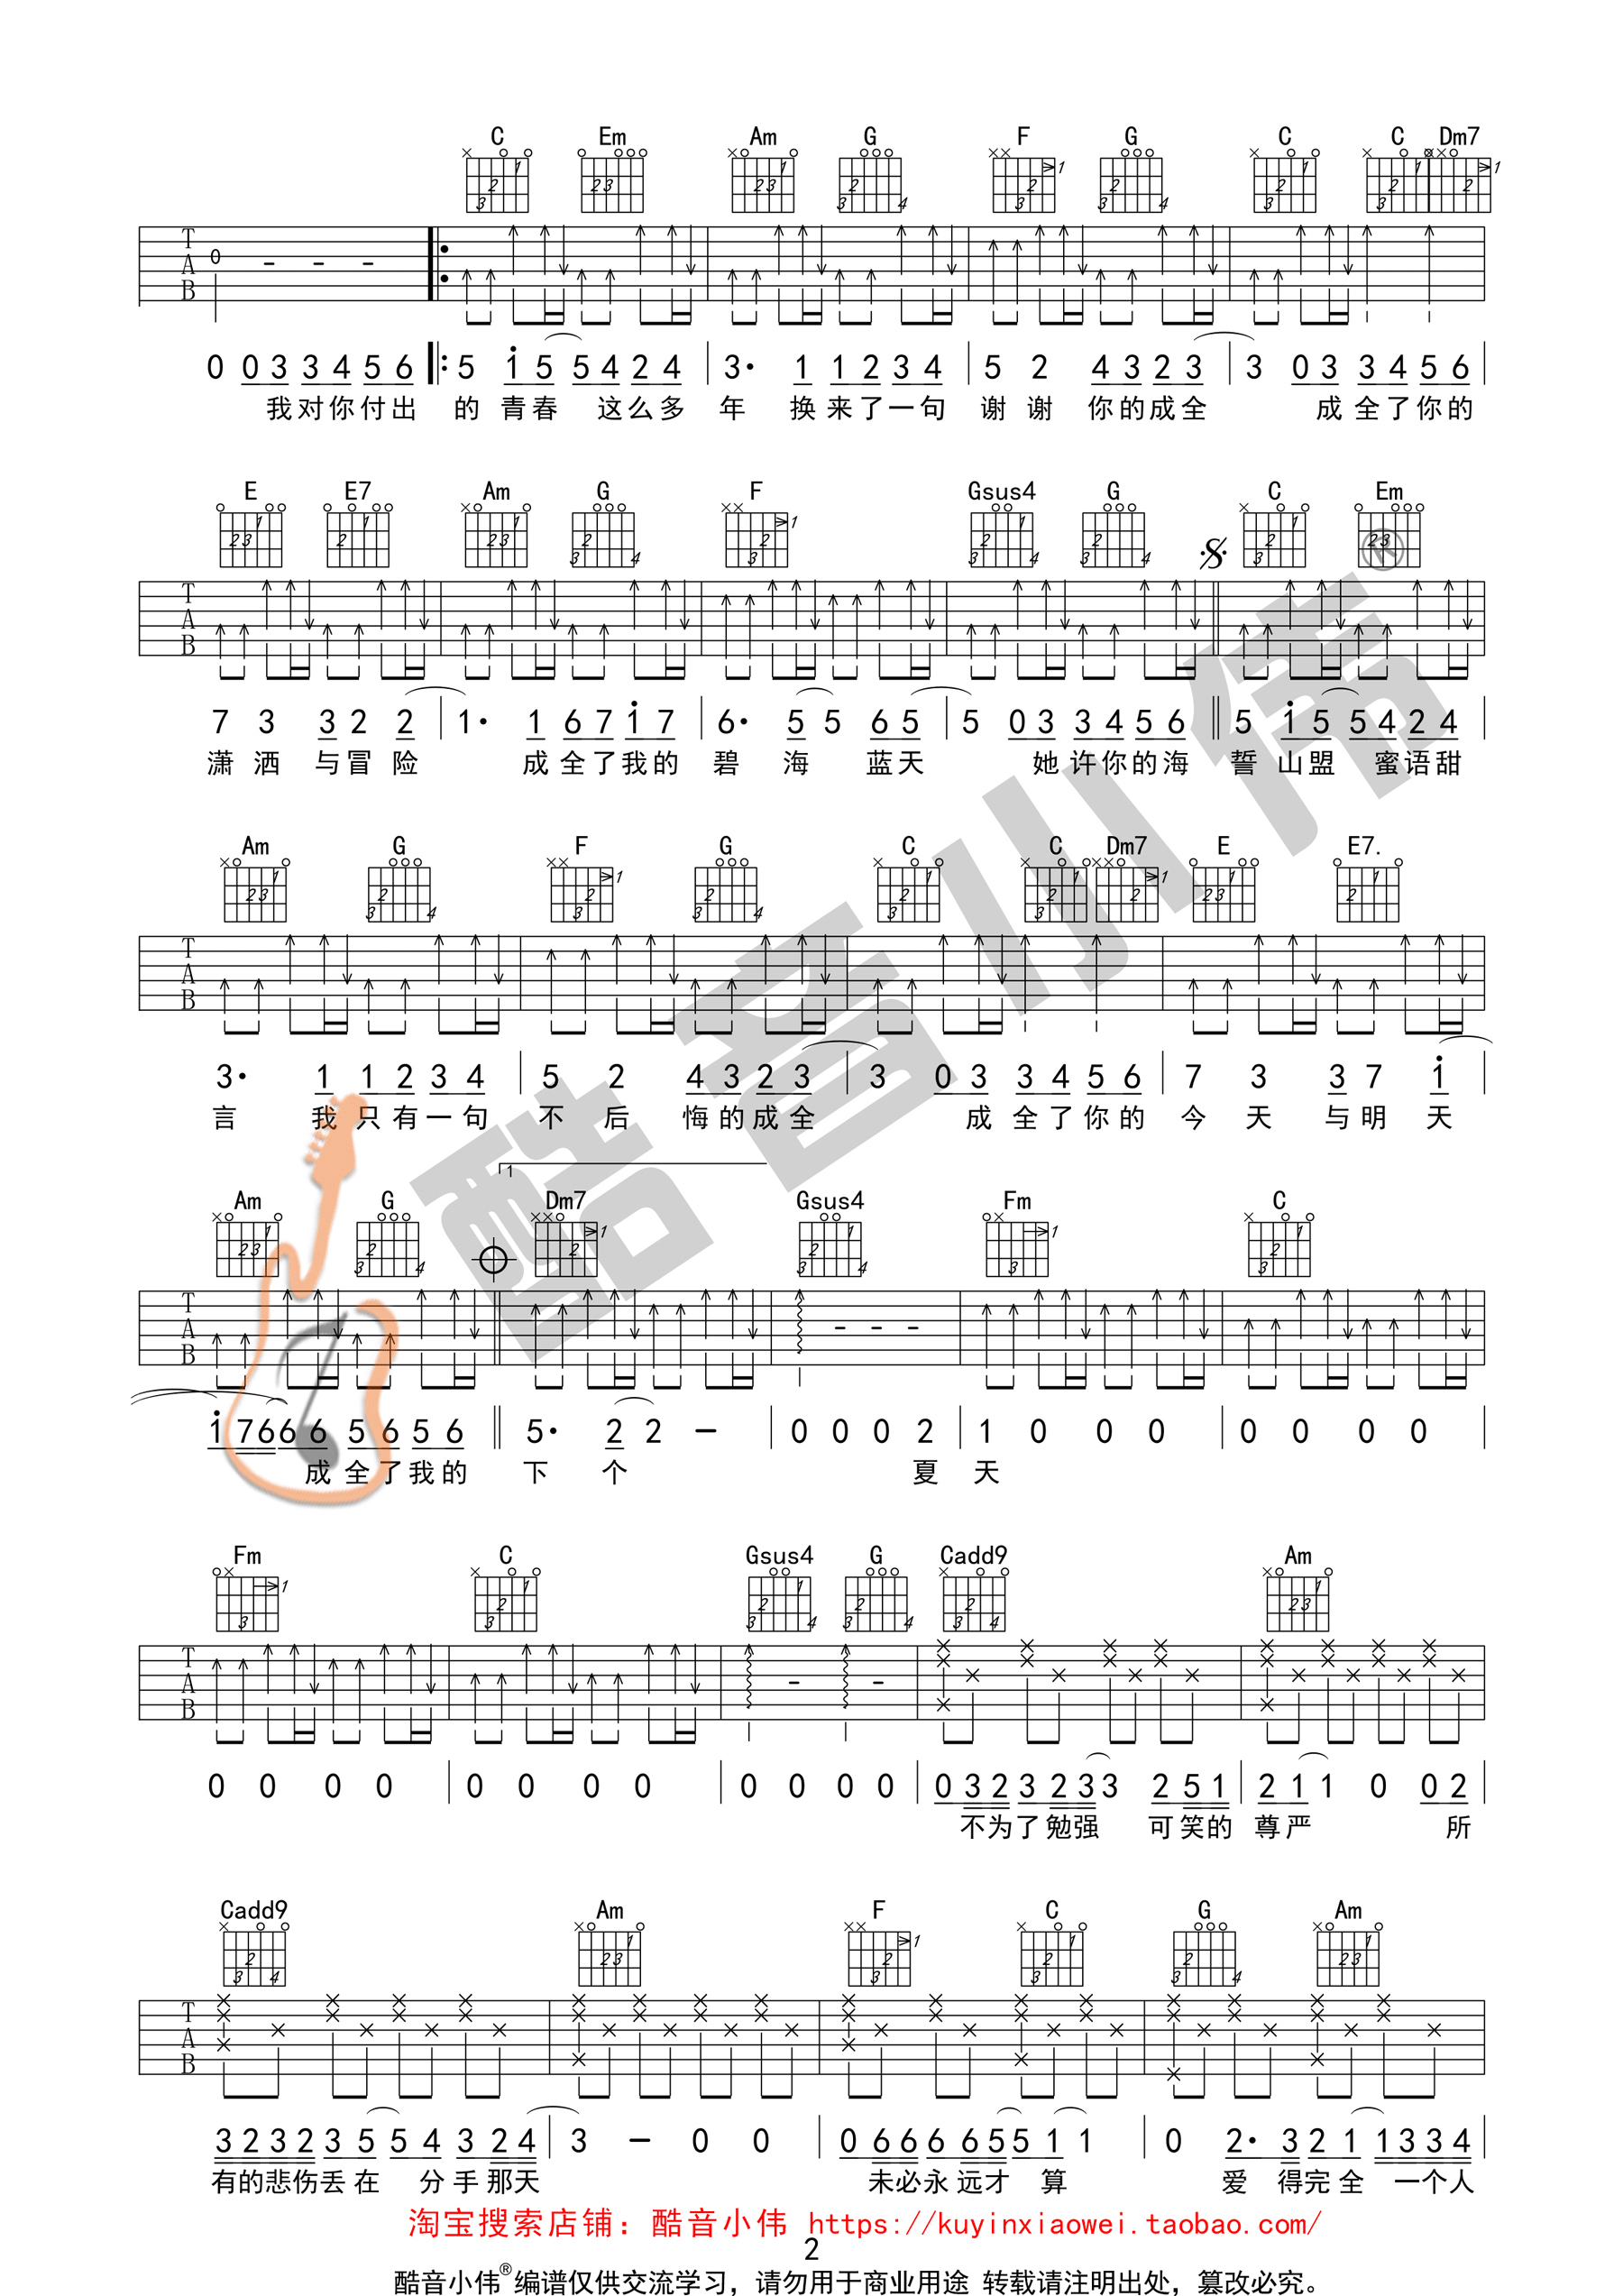 C Em Am G F G C C Dm7
T A B 0 - - -
0 0 3 3 4 5 6 5 1 5 5 4 2 4 3· 1 1 2 3 4 5 2 4 3 2 3 3 0 3 3 4 5 6
我对你付出 的 青春 这么多 年 换来了一句 谢 谢 你的成全 成全了你的
E E7 Am G F Gsus4 G C Em
T A B
7 3 3 2 2 1· 1 6 7 1 7 6· 5 5 6 5 5 0 3 3 4 5 6 5 1 5 5 4 2 4
潇 洒 与冒 险 成全了我的 碧 海 蓝天 她许你的海 誓 山盟 蜜语甜
Am G F G C C Dm7 E E7.
T A B
3· 1 1 2 3 4 5 2 4 3 2 3 3 0 3 3 4 5 6 7 3 3 7 1
言 我 只有一句 不 后 悔的成全 成全了你的 今 天 与明 天
1
Am G Dm7 Gsus4 Fm C
T A B - - -
1 7 6 6 6 5 6 5 6 5· 2 2 - 0 0 0 2 1 0 0 0 0 0 0 0
成全了我的 下 个 夏 天
Fm C Gsus4 G Cadd9 Am
T A B - -
0 0 0 0 0 0 0 0 0 0 0 0 0 3 2 3 2 3 3 2 5 1 2 1 1 0 0 2
不为了勉强 可笑的 尊严 所
Cadd9 Am F C G Am
T A B
3 2 3 2 3 5 5 4 3 2 4 3 - 0 0 0 6 6 6 6 5 5 1 1 0 2· 3 2 1 1 3 3 4
有的悲伤丢在 分手那天 未必永远才 算 爱 得完全 一个人
淘宝搜索店铺：酷音小伟 https://kuyinxiaowei.taobao.com/
2
酷音小伟®编谱仅供交流学习，请勿用于商业用途 转载请注明出处，篡改必究。
酷音小伟®